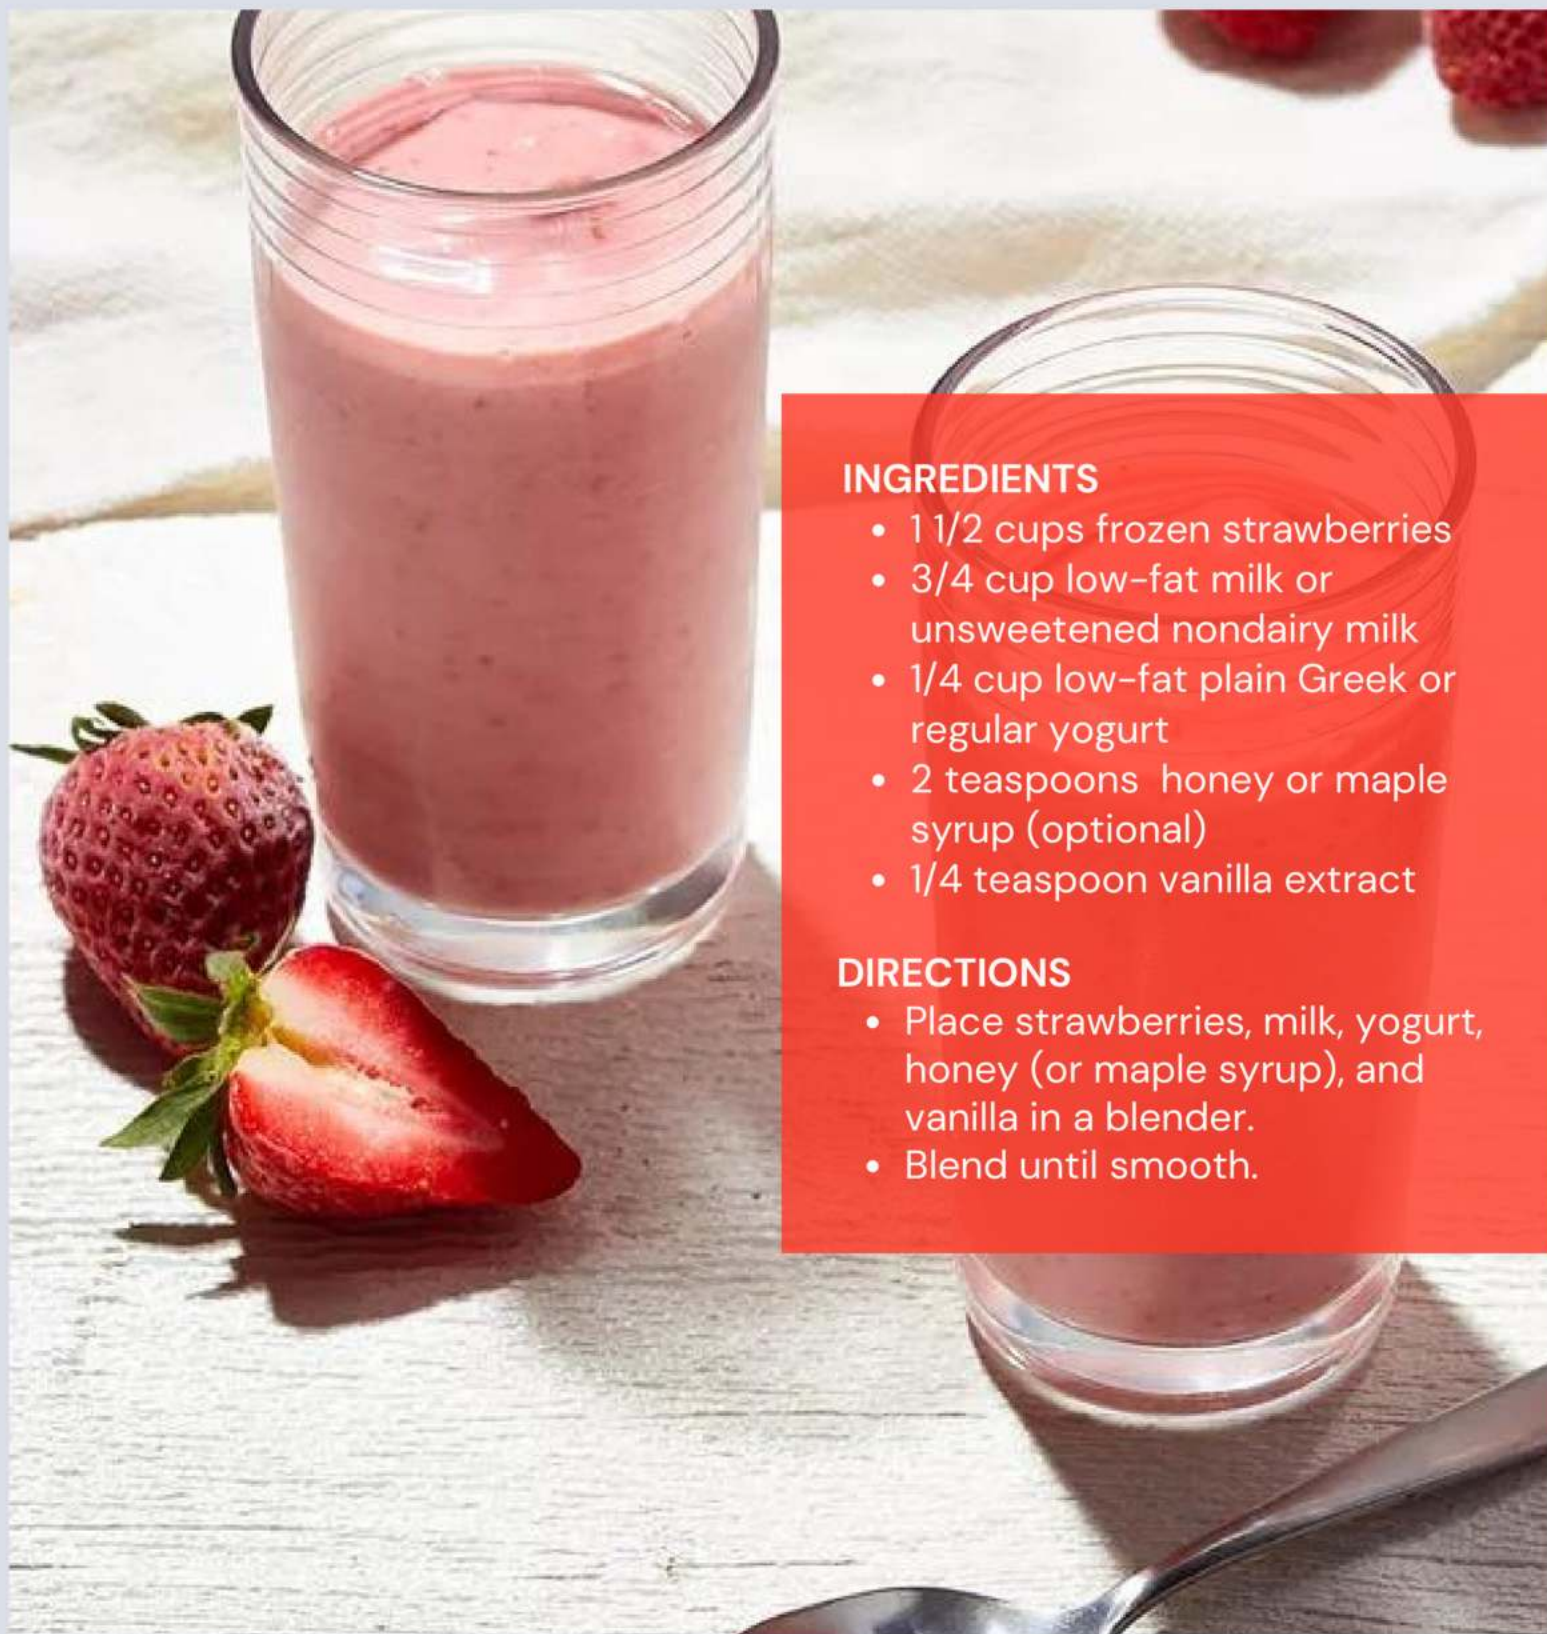 INGREDIENTS
• 1 1/2 cups frozen strawberries
• 3/4 cup low-fat milk or
unsweetened nondairy milk
• 1/4 cup low-fat plain Greek or
regular yogurt
• 2 teaspoons  honey or maple
syrup (optional)
• 1/4 teaspoon vanilla extract
DIRECTIONS
• Place strawberries, milk, yogurt,
honey (or maple syrup), and
vanilla in a blender.
• Blend until smooth.